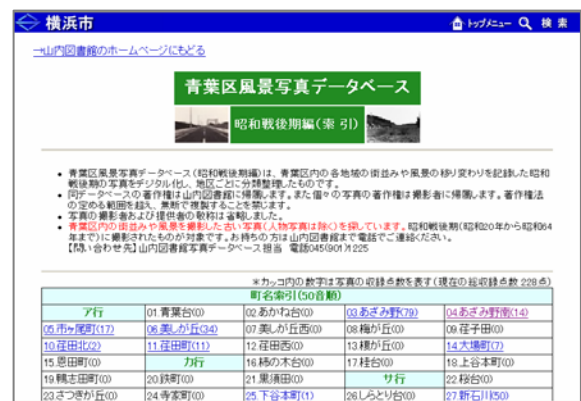 横浜市
トップメニュー 検索
→山内図書館のホームページにもどる
青葉区風景写真データベース
昭和戦後期編(索引)
• 青葉区風景写真データベース(昭和戦後期編)は、青葉区内の各地域の街並みや風景の移り変わりを記録した昭和
戦後期の写真をデジタル化し、地区ごとに分類整理したものです。
• 同データベースの著作権は山内図書館に帰属します。また個々の写真の著作権は撮影者に帰属します。著作権法
の定める範囲を超え、無断で複製することを禁じます。
• 写真の撮影者および提供者の敬称は省略しました。
• 青葉区内の街並みや風景を撮影した古い写真(人物写真は除く)を探しています。昭和戦後期(昭和20年から昭和64
年まで)に撮影されたものが対象です。お持ちの方は山内図書館まで電話でご連絡ください。
【問い合わせ先】山内図書館写真データベース担当 電話045(901)1225
*カッコ内の数字は写真の収録点数を表す(現在の総収録点数 228点)
町名索引(50音順)
ア行 01.青葉台(0) 02.あかね台(0) 03.あざみ野(79) 04.あざみ野南(14)
05.市ヶ尾町(17) 06.美しが丘(34) 07.美しが丘西(0) 08.梅が丘(0) 09.荏子田(0)
10.荏田北(2) 11.荏田町(11) 12.荏田西(0) 13.榎が丘(0) 14.大場町(7)
15.恩田町(0) カ行 16.柿の木台(0) 17.桂台(0) 18.上谷本町(0)
19.鴨志田町(0) 20.鉄町(0) 21.黒須田(0) サ行 22.桜台(0)
23.さつきが丘(0) 24.寺家町(0) 25.下谷本町(1) 26.しらとり台(0) 27.新石川(50)